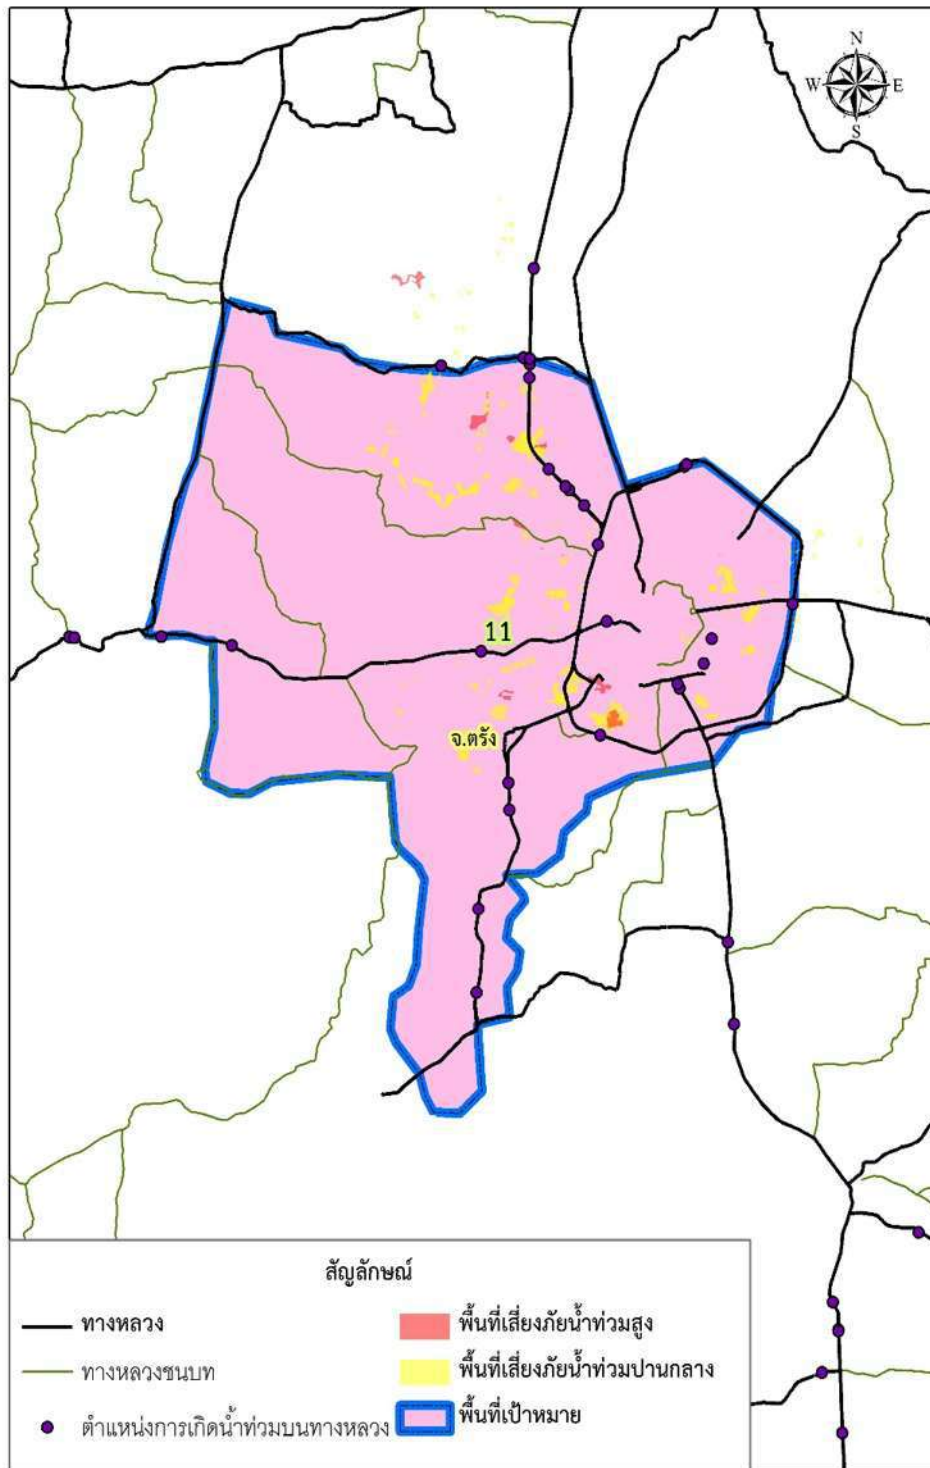 N
W E
S
11
จ.ตรัง
สัญลักษณ์
ทางหลวง
พื้นที่เสี่ยงภัยน้ำท่วมสูง
ทางหลวงชนบท
พื้นที่เสี่ยงภัยน้ำท่วมปานกลาง
ตำแหน่งการเกิดน้ำท่วมบนทางหลวง
พื้นที่เป้าหมาย